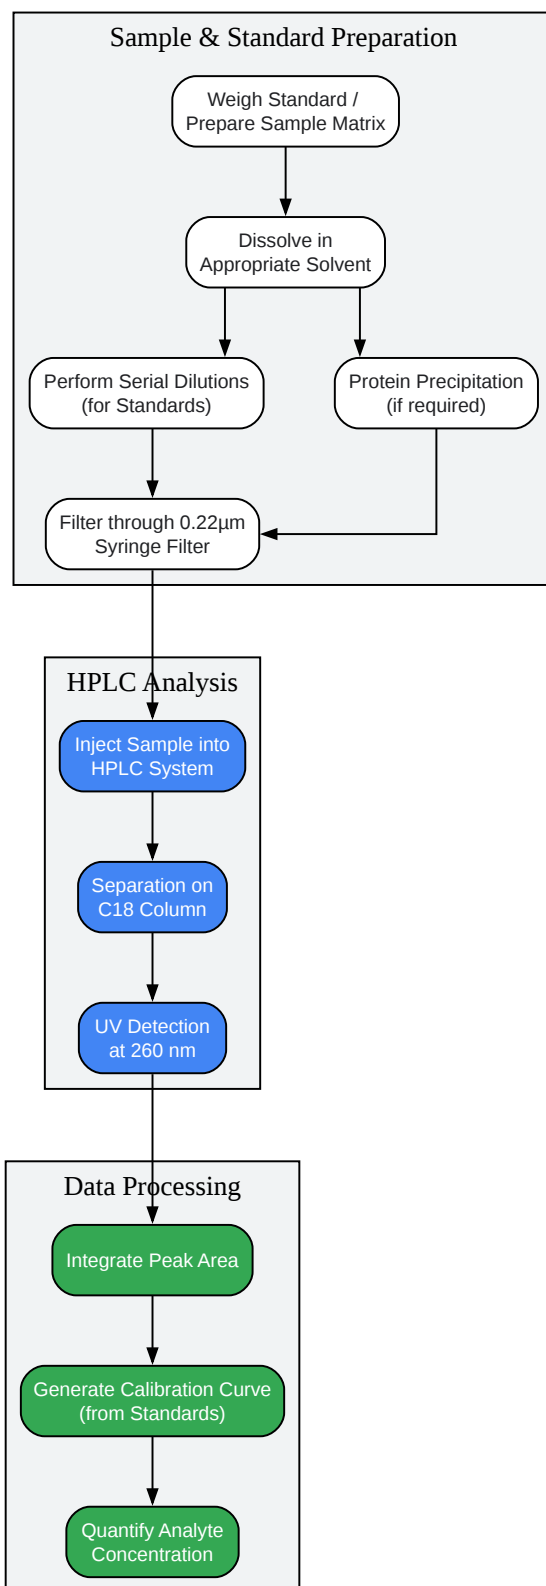 Sample & Standard Preparation
Weigh Standard /
Prepare Sample Matrix
Dissolve in
Appropriate Solvent
Perform Serial Dilutions
(for Standards)
Protein Precipitation
(if required)
Filter through 0.22µm
Syringe Filter
HPLC Analysis
Inject Sample into
HPLC System
Separation on
C18 Column
UV Detection
at 260 nm
Data Processing
Integrate Peak Area
Generate Calibration Curve
(from Standards)
Quantify Analyte
Concentration